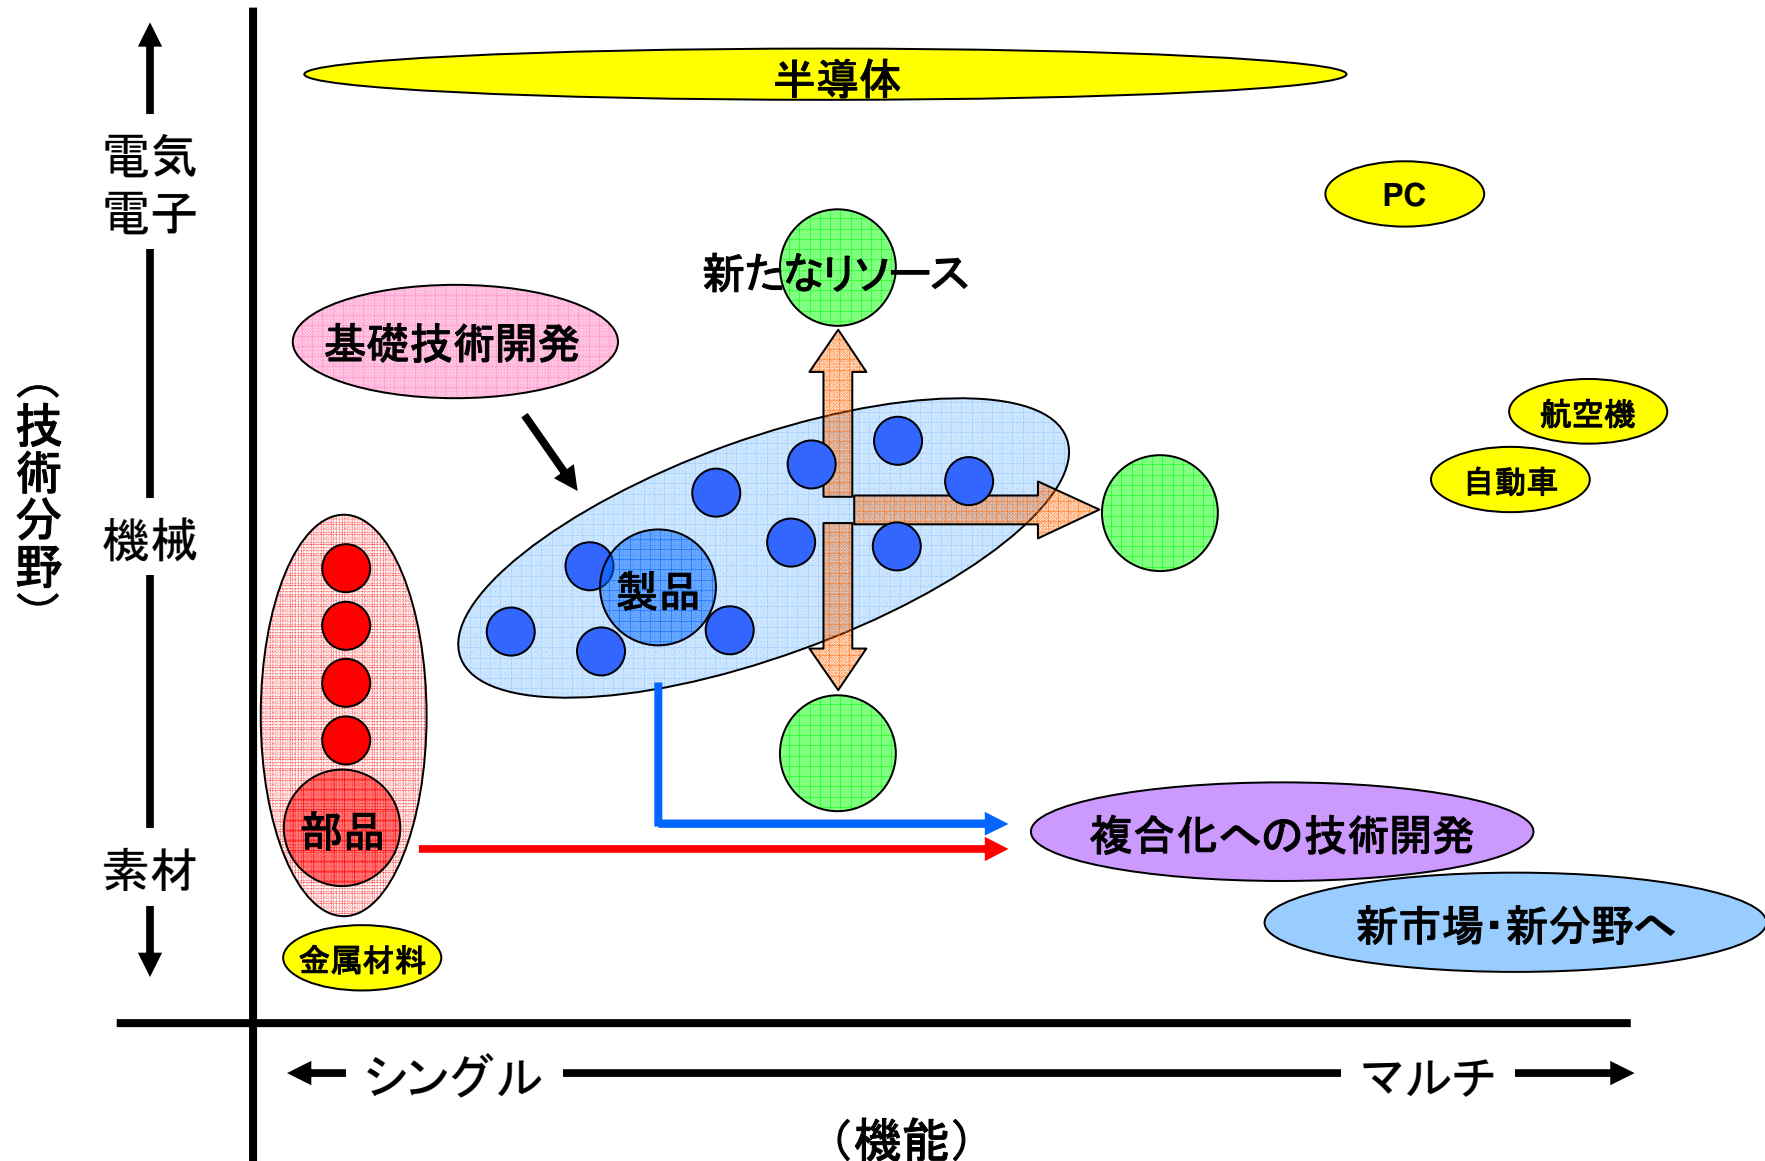 半導体
電気
電子
PC
新たなリソース
基礎技術開発
航空機
自動車
（技術分野）
機械
製品
部品
複合化への技術開発
素材
新市場・新分野へ
金属材料
シングル
マルチ
（機能）